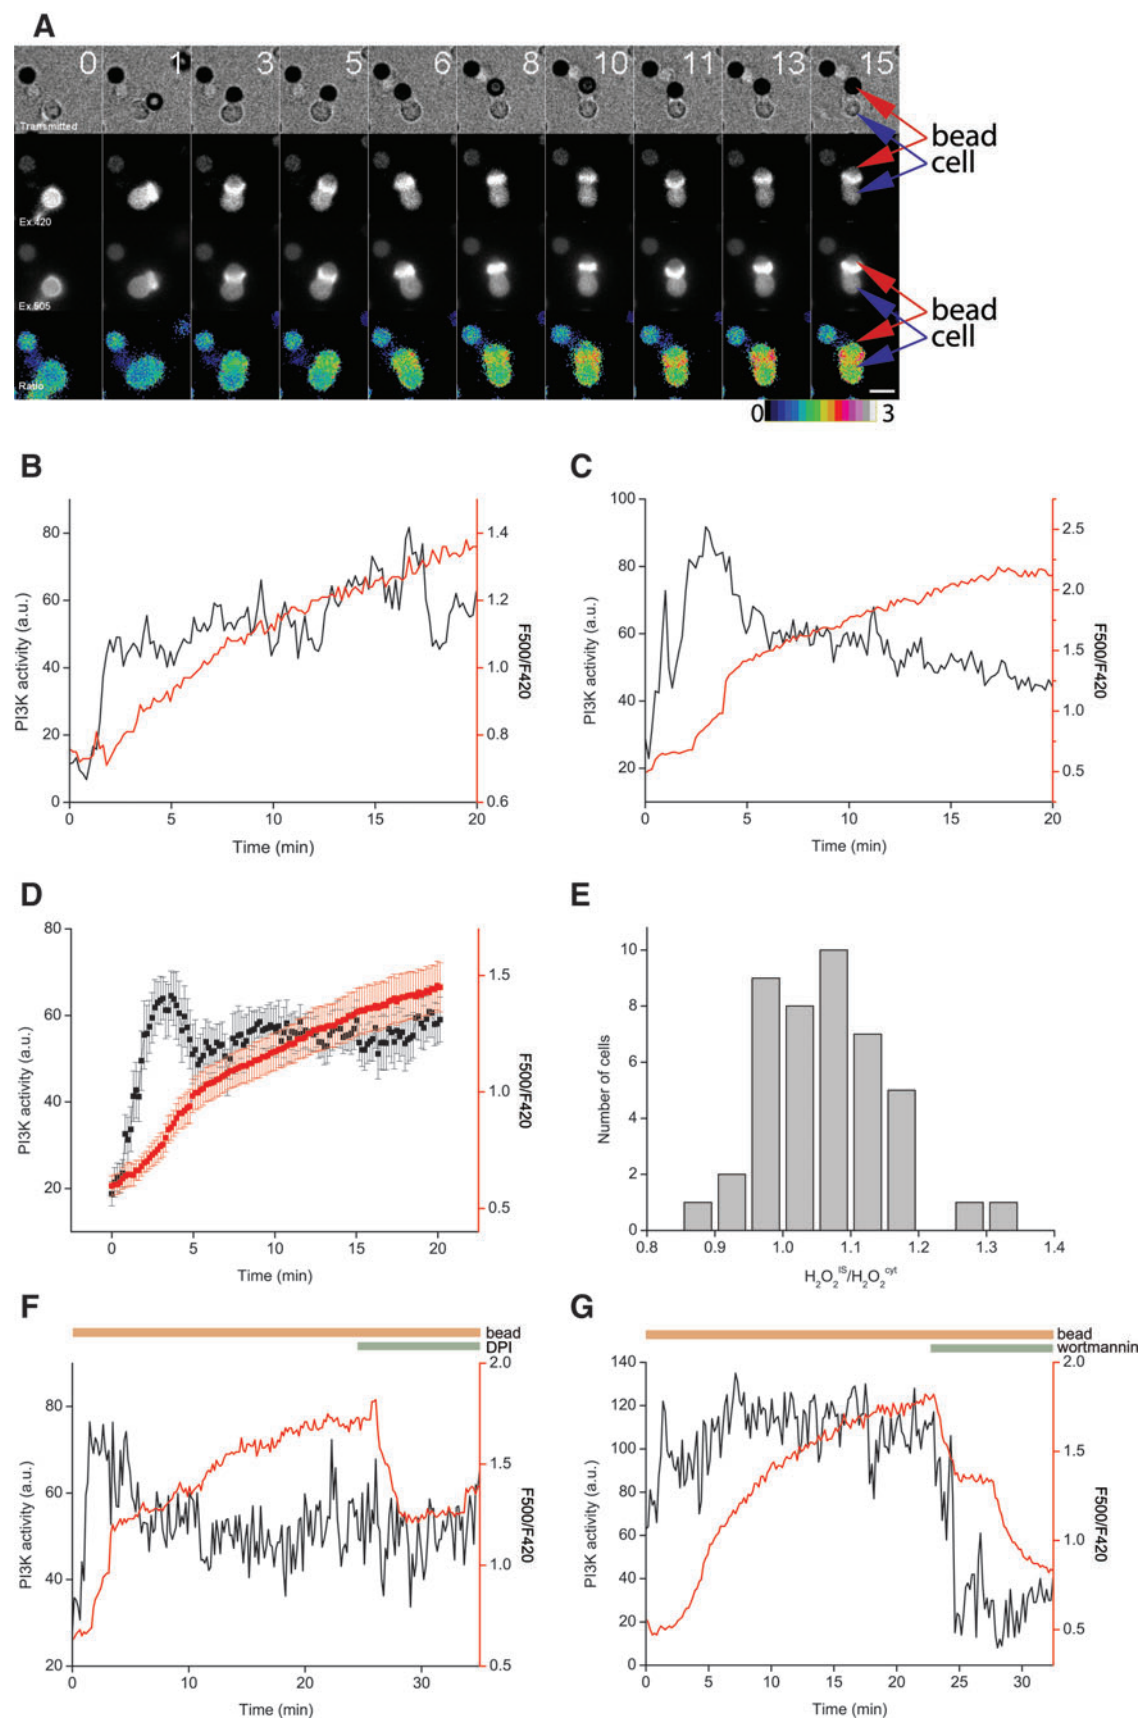 A
0 1 3 5 6 8 10 11 13 15
Transmitted
bead
cell
Ex.420
Ex.505
bead
cell
Ratio
0 3
B
C
80
60
40
20
0
PI3K activity (a.u.)
1.4
1.2
1.0
0.8
0.6
F500/F420
0 5 10 15 20
Time (min)
100
80
60
40
20
PI3K activity (a.u.)
2.5
2.0
1.5
1.0
0.5
F500/F420
0 5 10 15 20
Time (min)
D
E
80
60
40
20
PI3K activity (a.u.)
1.5
1.0
0.5
F500/F420
0 5 10 15 20
Time (min)
10
8
6
4
2
0
Number of cells
0.8 0.9 1.0 1.1 1.2 1.3 1.4
H₂O₂ᴵˢ/H₂O₂ᶜʸᵗ
F
G
bead
DPI
80
70
60
50
40
30
20
PI3K activity (a.u.)
2.0
1.5
1.0
0.5
F500/F420
0 10 20 30
Time (min)
bead
wortmannin
140
120
100
80
60
40
20
0
PI3K activity (a.u.)
2.0
1.5
1.0
0.5
F500/F420
0 5 10 15 20 25 30
Time (min)